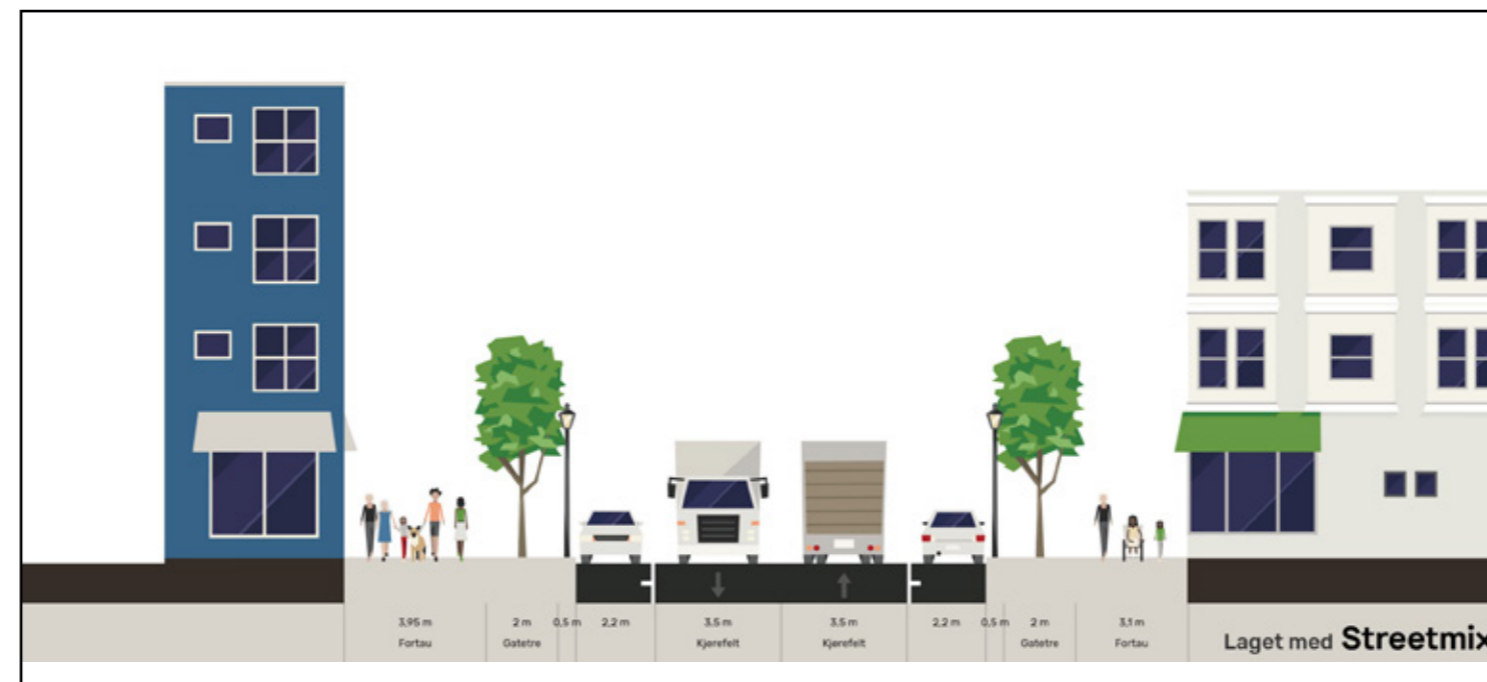 3,95 m
2 m
0,5 m
2,2 m
3,5 m
3,5 m
2,2 m
0,5 m
2 m
3,1 m
Fortau
Gatetre
Kjørefelt
Kjørefelt
Gatetre
Fortau
Laget med Streetmix